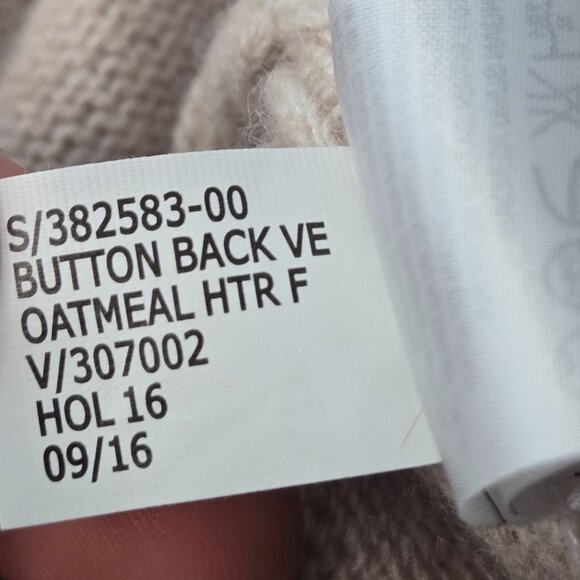 S/382583-00
BUTTON BACK VE
OATMEAL HTR F
V/307002
HOL 16
09/16